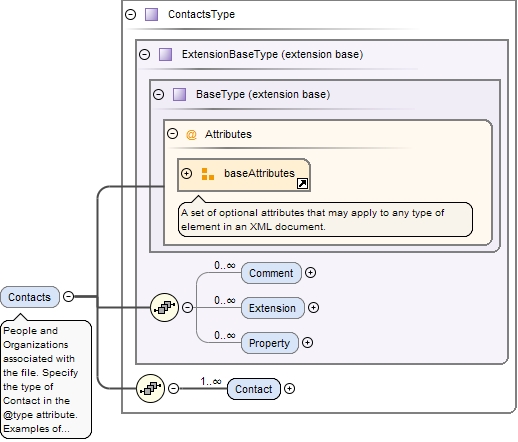 ContactsType
ExtensionBaseType (extension base)
BaseType (extension base)
@ Attributes
baseAttributes
A set of optional attributes that may apply to any type of
element in an XML document.
0..∞
Comment
Contacts
0..∞
Extension
People and
Organizations
associated with
the file. Specify
the type of
Contact in the
@type attribute.
Examples of...
0..∞
Property
1..∞
Contact